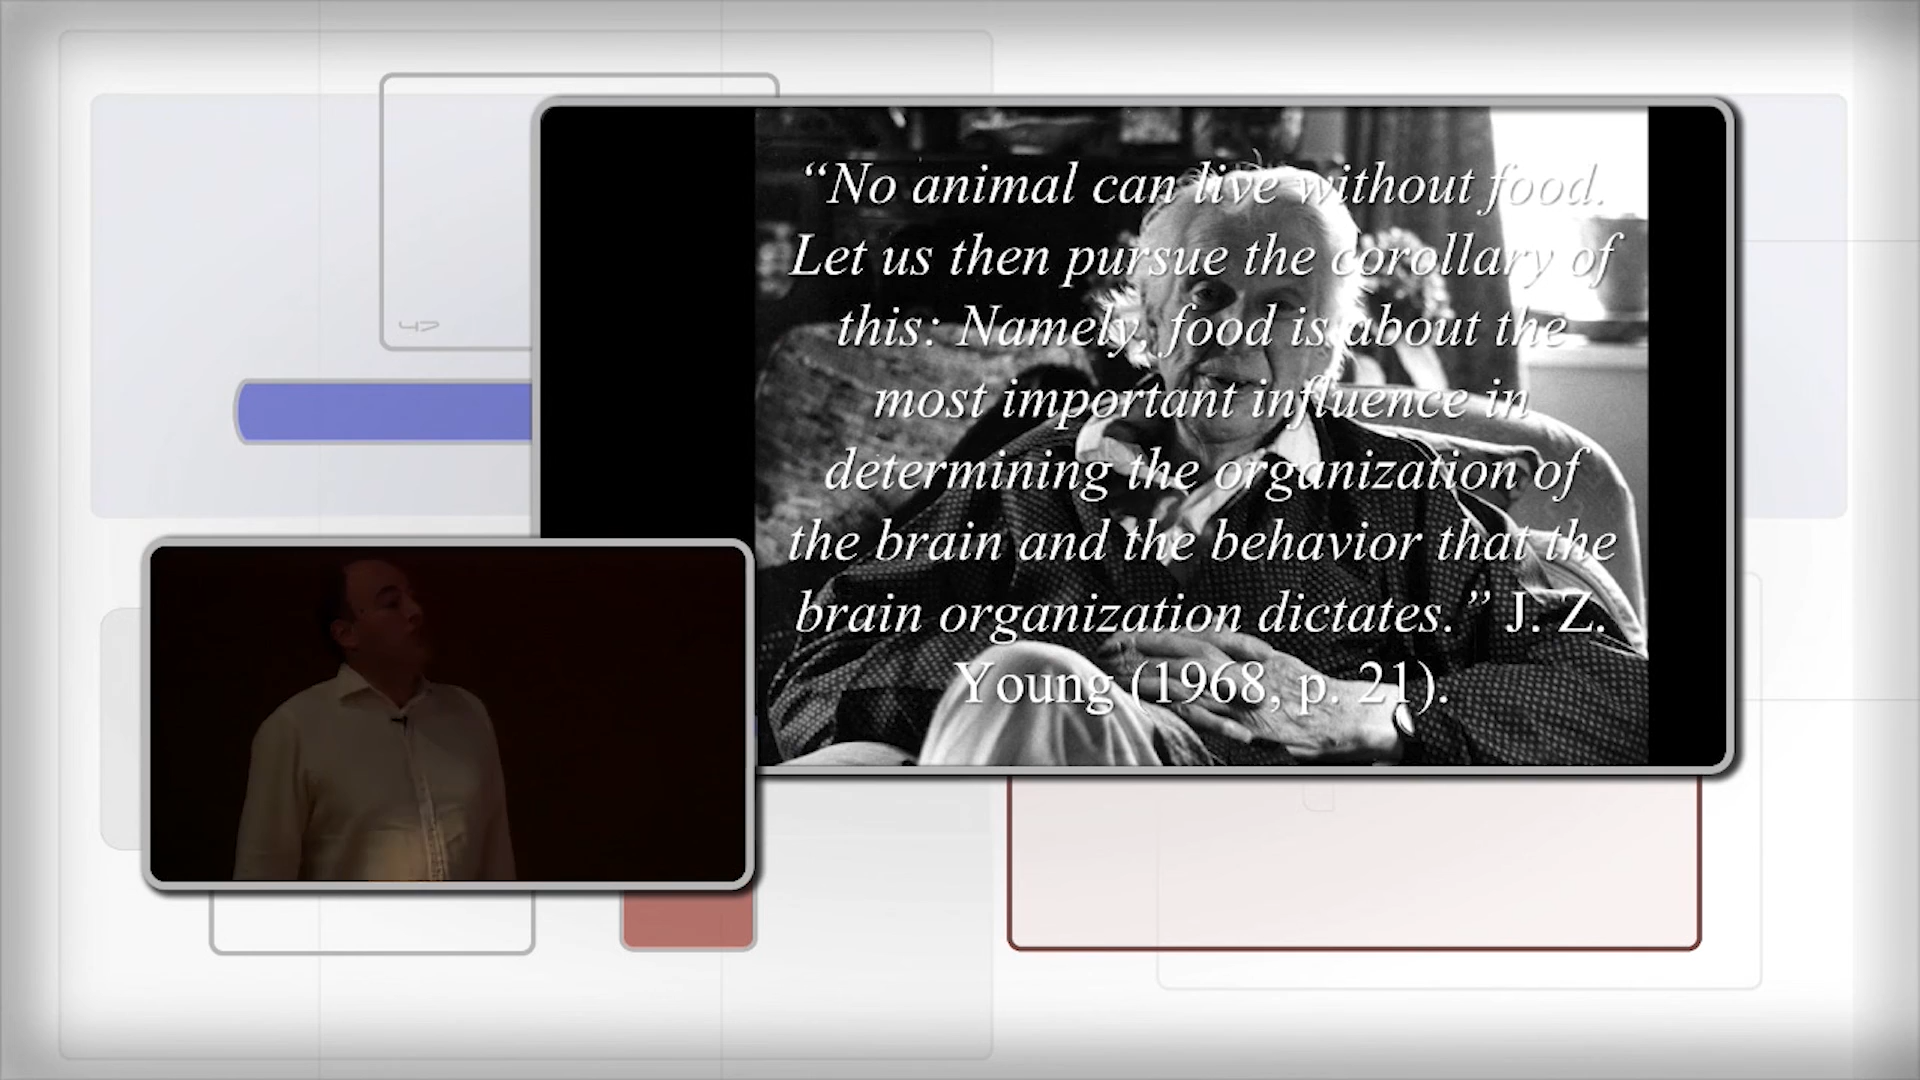 “No animal can live without food.
Let us then pursue the corollary of
this: Namely, food is about the
most important influence in
determining the organization of
the brain and the behavior that the
brain organization dictates.” J. Z.
Young (1968, p. 21).